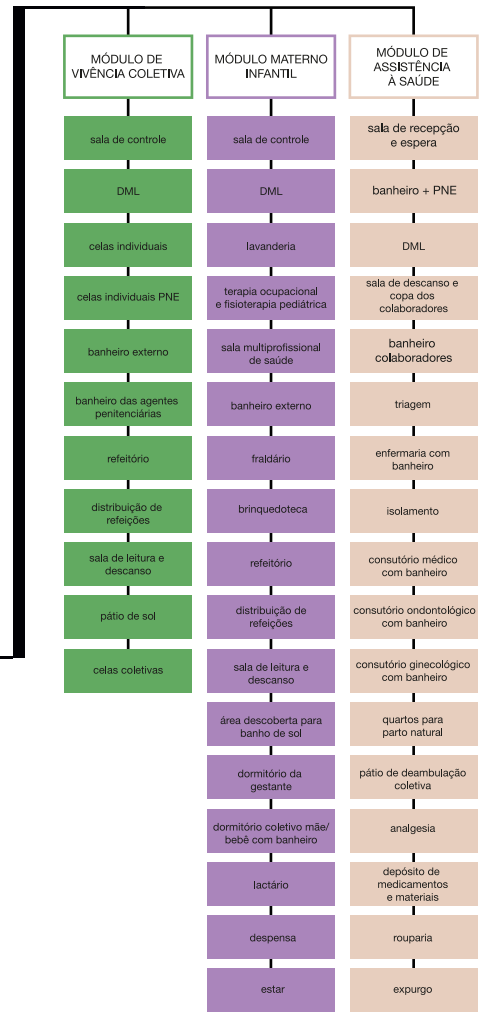 MÓDULO DE
VIVÊNCIA COLETIVA
sala de controle
DML
celas individuais
celas individuais PNE
banheiro externo
banheiro das agentes
penitenciárias
refeitório
distribuição de
refeições
sala de leitura e
descanso
pátio de sol
celas coletivas
MÓDULO MATERNO
INFANTIL
sala de controle
DML
lavanderia
terapia ocupacional
e fisioterapia pediátrica
sala multiprofissional
de saúde
banheiro externo
fraldário
brinquedoteca
refeitório
distribuição de
refeições
sala de leitura e
descanso
área descoberta para
banho de sol
dormitório da
gestante
dormitório coletivo mãe/
bebê com banheiro
lactário
despensa
estar
MÓDULO DE
ASSISTÊNCIA
À SAÚDE
sala de recepção
e espera
banheiro + PNE
DML
sala de descanso e
copa dos
colaboradores
banheiro
colaboradores
triagem
enfermaria com
banheiro
isolamento
consutório médico
com banheiro
consutório ondontológico
com banheiro
consutório ginecológico
com banheiro
quartos para
parto natural
pátio de deambulação
coletiva
analgesia
depósito de
medicamentos
e materiais
rouparia
expurgo